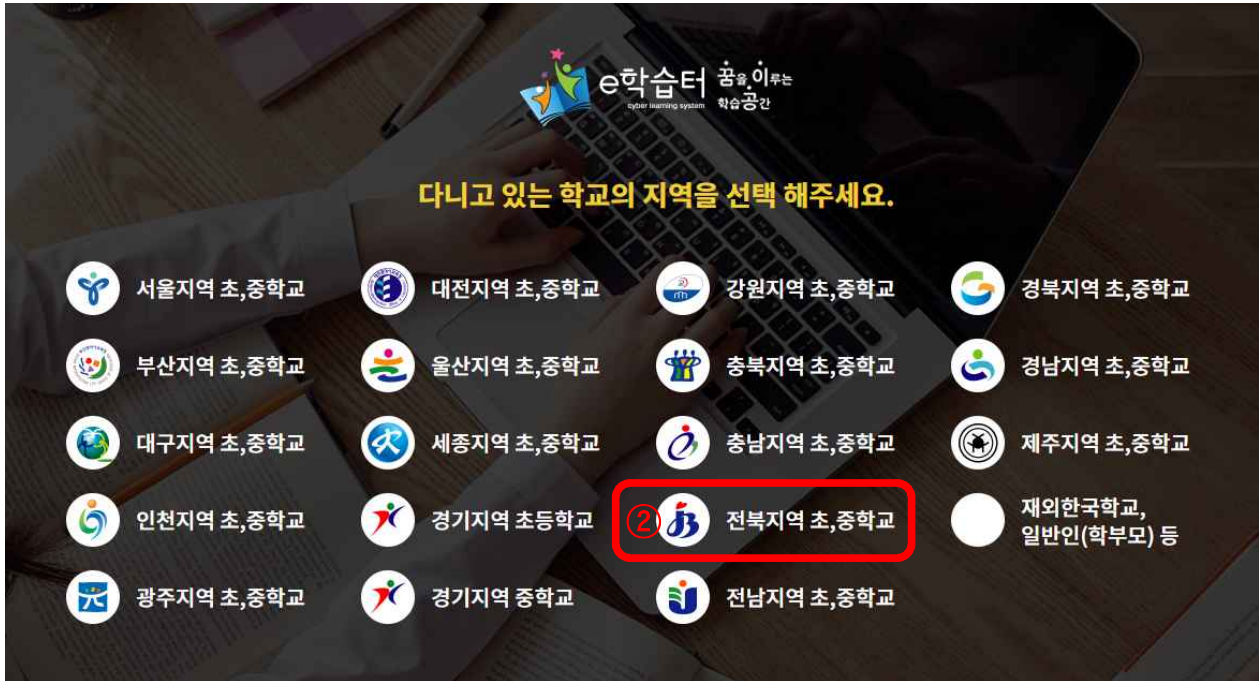 e학습터 꿈을 이루는
cyber learning system 학습공간
다니고 있는 학교의 지역을 선택 해주세요.
서울지역 초,중학교
대전지역 초,중학교
강원지역 초,중학교
경북지역 초,중학교
부산지역 초,중학교
울산지역 초,중학교
충북지역 초,중학교
경남지역 초,중학교
대구지역 초,중학교
세종지역 초,중학교
충남지역 초,중학교
제주지역 초,중학교
인천지역 초,중학교
경기지역 초등학교
② 전북지역 초,중학교
재외한국학교,
일반인(학부모) 등
광주지역 초,중학교
경기지역 중학교
전남지역 초,중학교